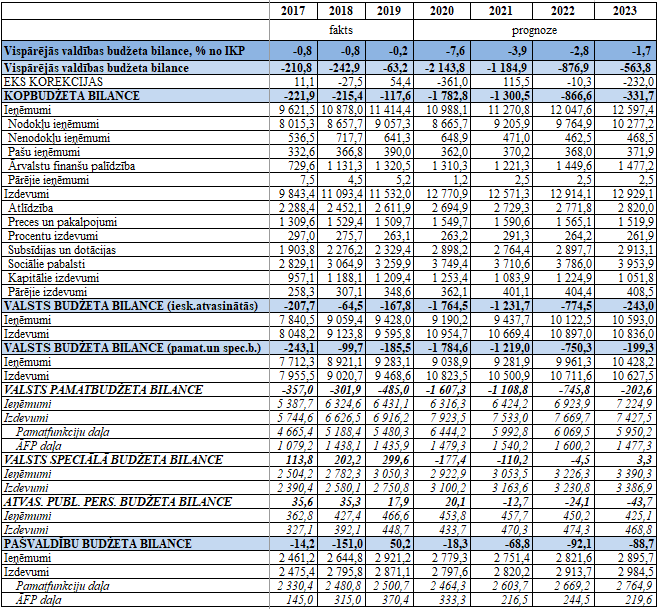 2017 2018 2019 2020 2021 2022 2023
fakts prognoze
Vispārējās valdības budžeta bilance, % no IKP -0,8 -0,8 -0,2 -7,6 -3,9 -2,8 -1,7
Vispārējās valdības budžeta bilance -210,8 -242,9 -63,2 -2 143,8 -1 184,9 -876,9 -563,8
EKS KOREKCIJAS 11,1 -27,5 54,4 -361,0 115,5 -10,3 -232,0
KOPBUDŽETA BILANCE -221,9 -215,4 -117,6 -1 782,8 -1 300,5 -866,6 -331,7
Ieņēmumi 9 621,5 10 878,0 11 414,4 10 988,1 11 270,8 12 047,6 12 597,4
Nodokļu ieņēmumi 8 015,3 8 657,7 9 057,3 8 665,7 9 205,9 9 764,9 10 277,2
Nenodokļu ieņēmumi 536,5 717,7 641,3 648,9 471,0 462,5 468,5
Pašu ieņēmumi 332,6 366,8 390,0 362,0 370,2 368,0 371,9
Ārvalstu finanšu palīdzība 729,6 1 131,3 1 320,5 1 310,3 1 221,3 1 449,6 1 477,2
Pārējie ieņēmumi 7,5 4,5 5,2 1,2 2,5 2,5 2,5
Izdevumi 9 843,4 11 093,4 11 532,0 12 770,9 12 571,3 12 914,1 12 929,1
Atlīdzība 2 288,4 2 452,1 2 611,9 2 694,9 2 729,3 2 771,8 2 820,0
Preces un pakalpojumi 1 309,6 1 529,4 1 509,7 1 549,7 1 590,6 1 565,1 1 519,9
Procentu izdevumi 297,0 275,7 263,1 263,2 291,3 264,2 261,9
Subsīdijas un dotācijas 1 903,8 2 276,2 2 329,4 2 898,2 2 764,4 2 897,7 2 913,1
Sociālie pabalsti 2 829,1 3 064,9 3 259,9 3 749,4 3 710,6 3 786,0 3 953,9
Kapitālie izdevumi 957,1 1 188,1 1 209,4 1 253,4 1 083,9 1 224,9 1 051,8
Pārējie izdevumi 258,3 307,1 348,6 362,1 401,1 404,4 408,5
VALSTS BUDŽETA BILANCE (iesk.atvasinātās) -207,7 -64,5 -167,8 -1 764,5 -1 231,7 -774,5 -243,0
Ieņēmumi 7 840,5 9 059,4 9 428,0 9 190,2 9 437,7 10 122,5 10 593,0
Izdevumi 8 048,2 9 123,8 9 595,8 10 954,7 10 669,4 10 897,0 10 836,0
VALSTS BUDŽETA BILANCE (pamat.un spec.b.) -243,1 -99,7 -185,5 -1 784,6 -1 219,0 -750,3 -199,3
Ieņēmumi 7 712,3 8 921,1 9 283,1 9 038,9 9 281,9 9 961,3 10 428,2
Izdevumi 7 955,5 9 020,7 9 468,6 10 823,5 10 500,9 10 711,6 10 627,5
VALSTS PAMATBUDŽETA BILANCE -357,0 -301,9 -485,0 -1 607,3 -1 108,8 -745,8 -202,6
Ieņēmumi 5 387,7 6 324,6 6 431,1 6 316,3 6 424,2 6 923,9 7 224,9
Izdevumi 5 744,6 6 626,5 6 916,2 7 923,5 7 533,0 7 669,7 7 427,5
Pamatfunkciju daļa 4 665,4 5 188,4 5 480,3 6 444,2 5 992,8 6 069,5 5 950,2
ĀFP daļa 1 079,2 1 438,1 1 435,9 1 479,3 1 540,2 1 600,2 1 477,3
VALSTS SPECIĀLĀ BUDŽETA BILANCE 113,8 202,2 299,6 -177,4 -110,2 -4,5 3,3
Ieņēmumi 2 504,2 2 782,3 3 050,3 2 922,9 3 053,5 3 226,3 3 390,3
Izdevumi 2 390,4 2 580,1 2 750,8 3 100,2 3 163,6 3 230,8 3 386,9
ATVAS. PUBL. PERS. BUDŽETA BILANCE 35,6 35,3 17,9 20,1 -12,7 -24,1 -43,7
Ieņēmumi 362,8 427,4 466,6 453,8 457,7 450,2 425,1
Izdevumi 327,1 392,1 448,7 433,7 470,3 474,3 468,8
PAŠVALDĪBU BUDŽETA BILANCE -14,2 -151,0 50,2 -18,3 -68,8 -92,1 -88,7
Ieņēmumi 2 461,2 2 644,8 2 921,2 2 779,3 2 751,4 2 821,6 2 895,7
Izdevumi 2 475,4 2 795,8 2 871,1 2 797,6 2 820,2 2 913,7 2 984,5
Pamatfunkciju daļa 2 330,4 2 480,8 2 500,7 2 464,3 2 603,7 2 669,2 2 764,9
ĀFP daļa 145,0 315,0 370,4 333,3 216,5 244,5 219,6